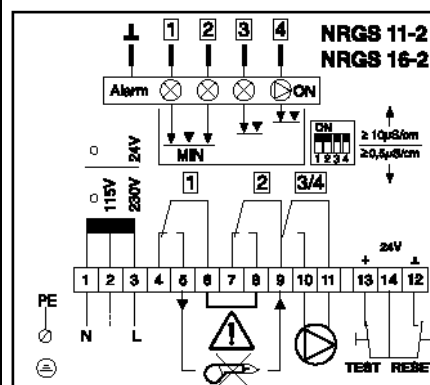 NRGS 11-2
NRGS 16-2
1 2 3 4
Alarm ON
MIN
ON
1 2 3 4
≥ 10µS/cm
≥ 0,5µS/cm
24V
115V
230V
1 2 3/4
24V
+ ⊥
1 2 3 4 5 6 7 8 9 10 11 13 14 12
PE
N L
TEST RESET